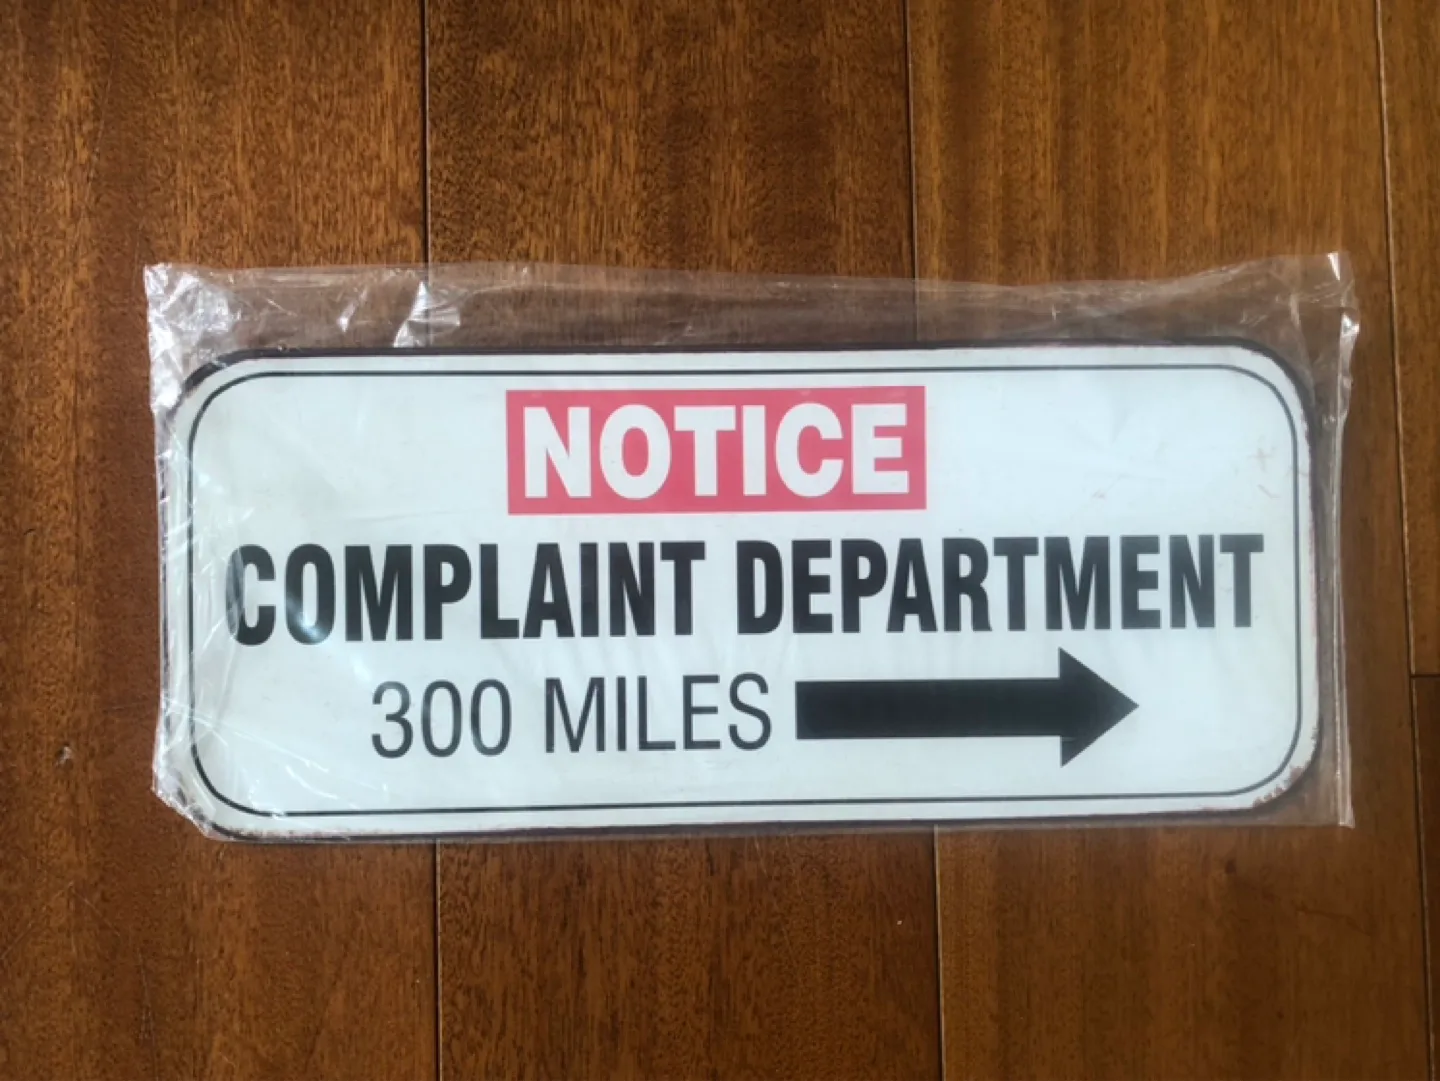 NOTICE
COMPLAINT DEPARTMENT
300 MILES